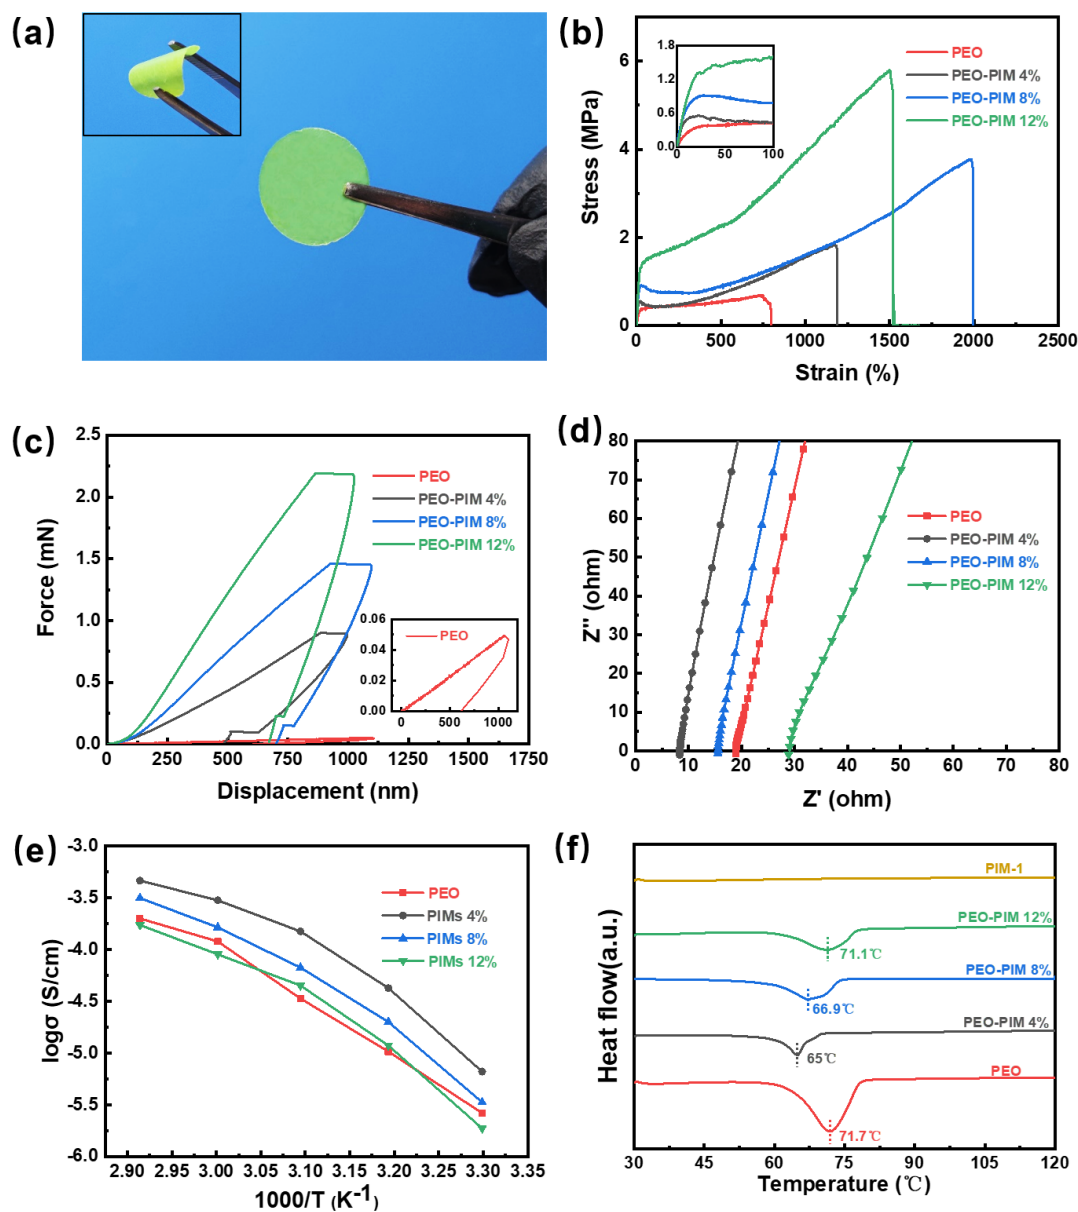 (a)
(b)
Stress (MPa)
6
4
2
0
0
500
1000
1500
2000
2500
Strain (%)
PEO
PEO-PIM 4%
PEO-PIM 8%
PEO-PIM 12%
1.8
1.2
0.6
0.0
0
50
100
(c)
Force (mN)
2.5
2.0
1.5
1.0
0.5
0.0
0
250
500
750
1000
1250
1500
1750
Displacement (nm)
PEO
PEO-PIM 4%
PEO-PIM 8%
PEO-PIM 12%
0.06
0.04
0.02
0.00
0
500
1000
PEO
(d)
Z'' (ohm)
80
70
60
50
40
30
20
10
0
0
10
20
30
40
50
60
70
80
Z' (ohm)
PEO
PEO-PIM 4%
PEO-PIM 8%
PEO-PIM 12%
(e)
logσ (S/cm)
-3.0
-3.5
-4.0
-4.5
-5.0
-5.5
-6.0
2.90
2.95
3.00
3.05
3.10
3.15
3.20
3.25
3.30
3.35
1000/T (K-1)
PEO
PIMs 4%
PIMs 8%
PIMs 12%
(f)
Heat flow(a.u.)
PIM-1
PEO-PIM 12%
71.1℃
PEO-PIM 8%
66.9℃
PEO-PIM 4%
65℃
PEO
71.7℃
30
45
60
75
90
105
120
Temperature (℃)